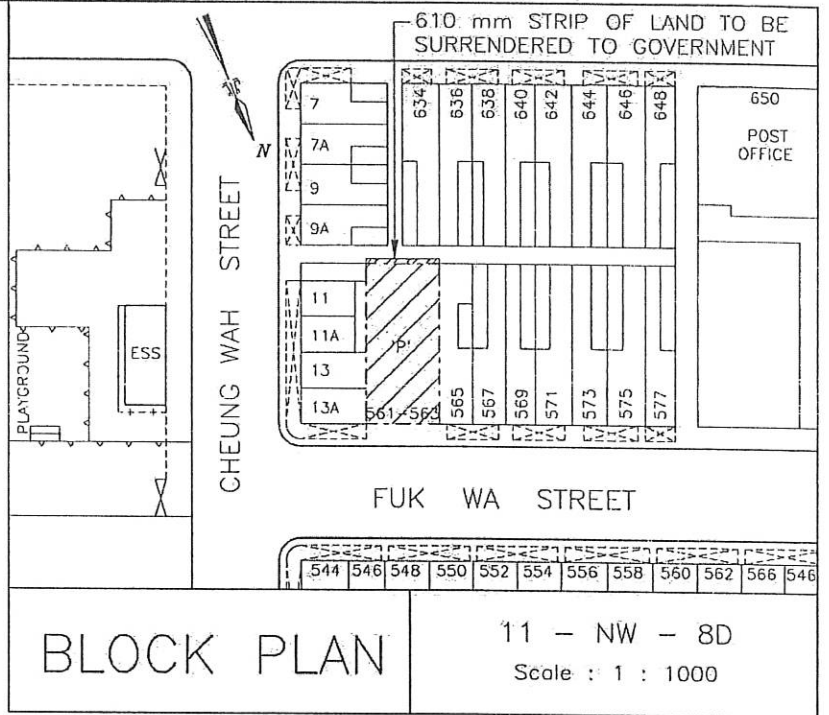 610 mm STRIP OF LAND TO BE
SURRENDERED TO GOVERNMENT
N
7
7A
9
9A
634
636
638
640
642
644
646
648
650
POST
OFFICE
CHEUNG WAH STREET
PLAYGROUND
ESS
11
11A
13
13A
'P'
561-563
565
567
569
571
573
575
577
FUK WA STREET
544 546 548 550 552 554 556 558 560 562 566 546
BLOCK PLAN
11 - NW - 8D
Scale : 1 : 1000